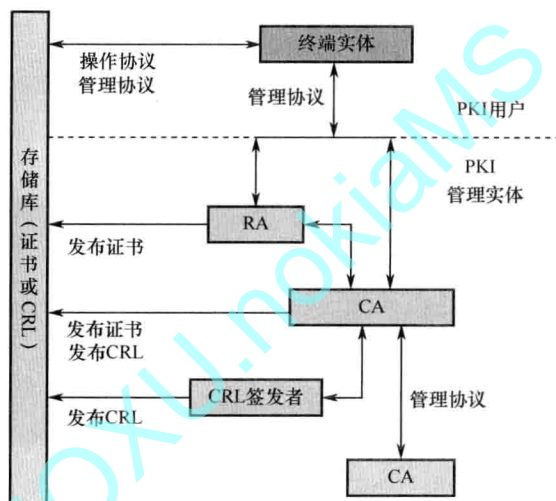 终端实体
操作协议
管理协议
管理协议
PKI用户
PKI
管理实体
存储库（证书或CRL）
RA
发布证书
CA
发布证书
发布CRL
CRL签发者
发布CRL
管理协议
CA
OXU.nokiaMS